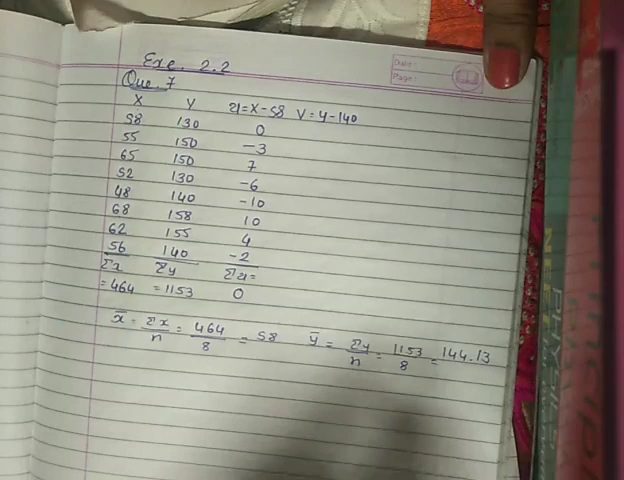 Exe. 2.2
Date:
Page:
Que. 7
X Y u=X-58 V=y-140
58 130 0
55 150 -3
65 150 7
52 130 -6
48 140 -10
68 158 10
62 155 4
56 140 -2
Σx Σy Σu=
=464 =1153 0
x̄ = Σx/n = 464/8 = 58 ȳ = Σy/n = 1153/8 = 144.13
PHYSICS